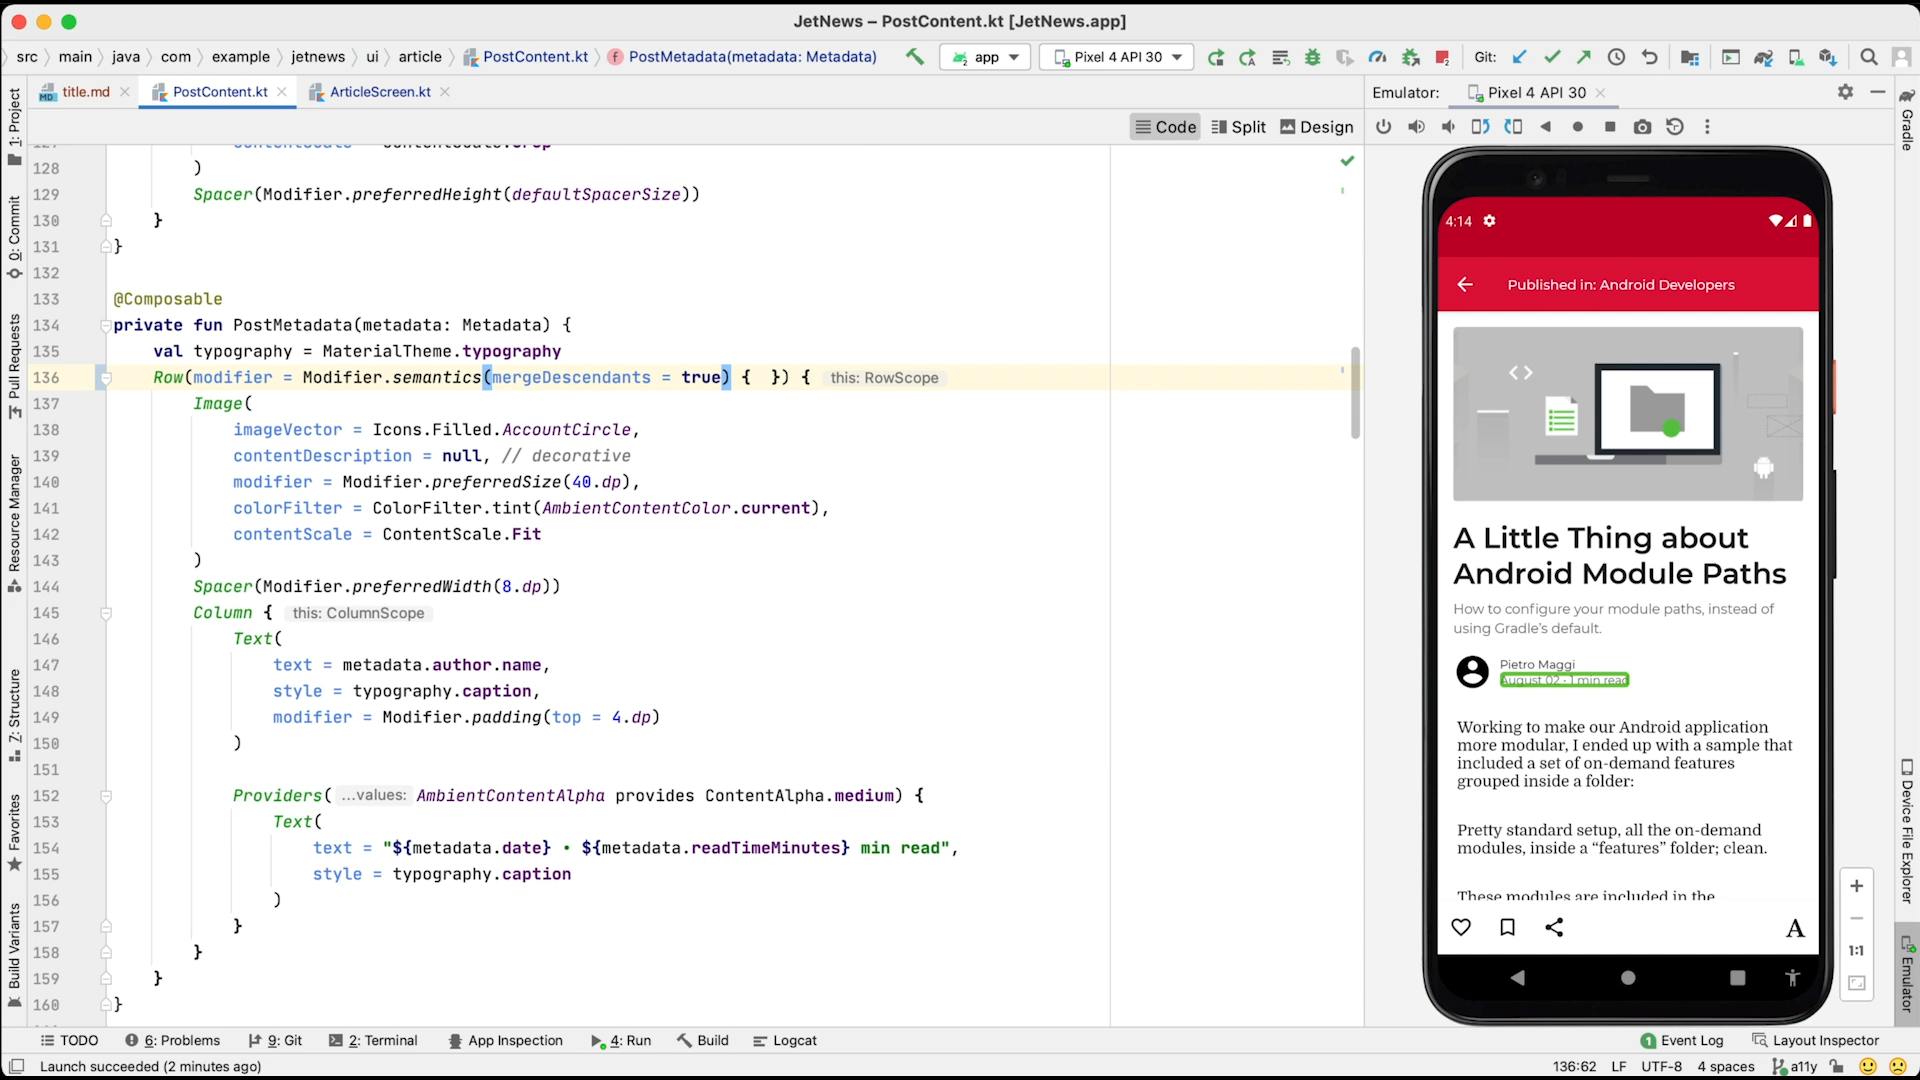 JetNews – PostContent.kt [JetNews.app]
src main java com example jetnews ui article PostContent.kt PostMetadata(metadata: Metadata) app Pixel 4 API 30 Git:
title.md PostContent.kt ArticleScreen.kt
Emulator: Pixel 4 API 30
Code Split Design
1: Project
0: Commit
Pull Requests
Resource Manager
7: Structure
Favorites
Build Variants
128 )
129 Spacer(Modifier.preferredHeight(defaultSpacerSize))
130 }
131 }
132
133 @Composable
134 private fun PostMetadata(metadata: Metadata) {
135 val typography = MaterialTheme.typography
136 Row(modifier = Modifier.semantics(mergeDescendants = true) {  }) { this: RowScope
137 Image(
138 imageVector = Icons.Filled.AccountCircle,
139 contentDescription = null, // decorative
140 modifier = Modifier.preferredSize(40.dp),
141 colorFilter = ColorFilter.tint(AmbientContentColor.current),
142 contentScale = ContentScale.Fit
143 )
144 Spacer(Modifier.preferredWidth(8.dp))
145 Column { this: ColumnScope
146 Text(
147 text = metadata.author.name,
148 style = typography.caption,
149 modifier = Modifier.padding(top = 4.dp)
150 )
151
152 Providers( ...values: AmbientContentAlpha provides ContentAlpha.medium) {
153 Text(
154 text = "${metadata.date} • ${metadata.readTimeMinutes} min read",
155 style = typography.caption
156 )
157 }
158 }
159 }
160 }
4:14
Published in: Android Developers
A Little Thing about
Android Module Paths
How to configure your module paths, instead of
using Gradle's default.
Pietro Maggi
August 02 · 1 min read
Working to make our Android application
more modular, I ended up with a sample that
included a set of on-demand features
grouped inside a folder:
Pretty standard setup, all the on-demand
modules, inside a “features” folder; clean.
These modules are included in the
A
1:1
Gradle
Device File Explorer
Emulator
TODO 6: Problems 9: Git 2: Terminal App Inspection 4: Run Build Logcat 1 Event Log Layout Inspector
Launch succeeded (2 minutes ago) 136:62 LF UTF-8 4 spaces a11y